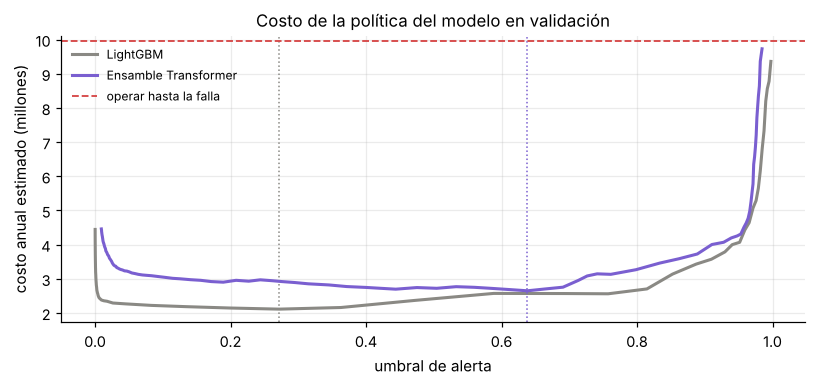 Costo de la política del modelo en validación
costo anual estimado (millones)
10
9
8
7
6
5
4
3
2
LightGBM
Ensamble Transformer
operar hasta la falla
0.0 0.2 0.4 0.6 0.8 1.0
umbral de alerta